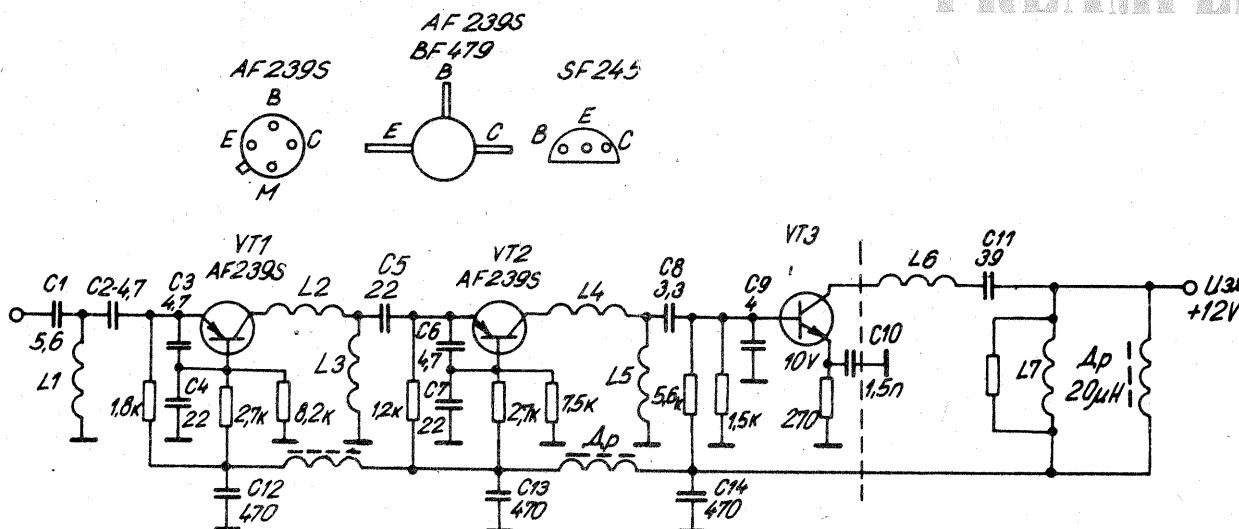 AF239S
BF479
AF239S
SF245
B
E
C
M
B
E
C
B
E
C
VT1
AF239S
VT2
AF239S
VT3
C1
5,6
C2-4,7
C3
4,7
L2
C5
22
L4
C8
3,3
C9
4
L6
C11
39
+12V
L1
1,8к
C4
22
2,7к
8,2к
L3
1,2к
C6
4,7
C7
22
2,7к
7,5к
L5
5,6к
1,5к
10V
270
C10
1,5п
L7
Др
20µH
Др
C12
470
C13
470
C14
470